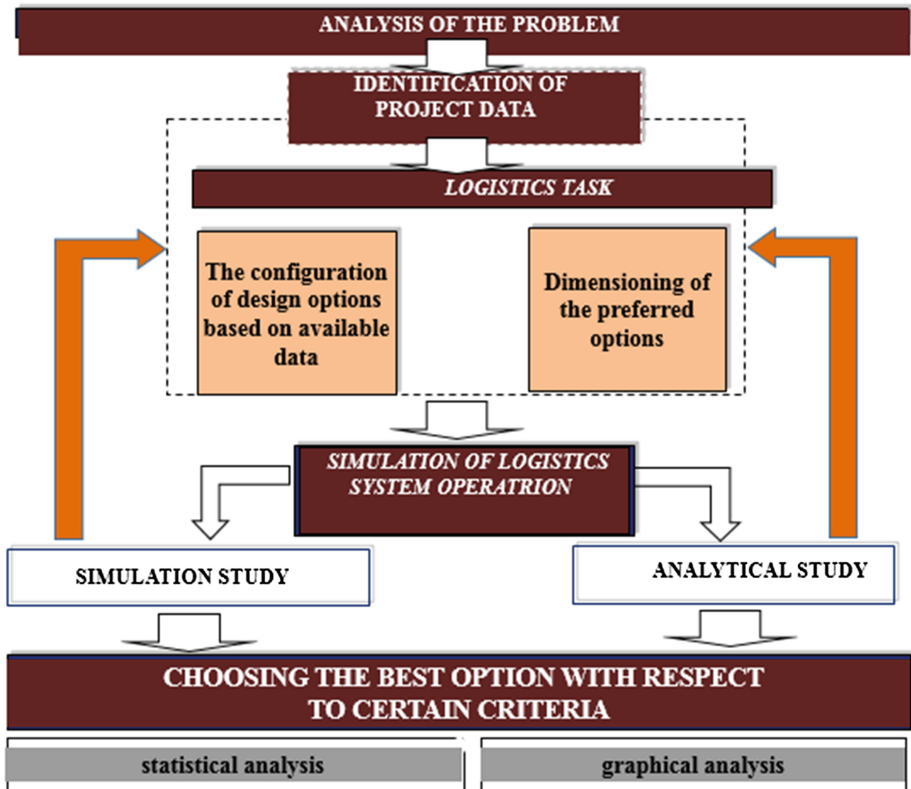 ANALYSIS OF THE PROBLEM
IDENTIFICATION OF
PROJECT DATA
LOGISTICS TASK
The configuration
of design options
based on available
data
Dimensioning of
the preferred
options
SIMULATION OF LOGISTICS
SYSTEM OPERATRION
SIMULATION STUDY
ANALYTICAL STUDY
CHOOSING THE BEST OPTION WITH RESPECT
TO CERTAIN CRITERIA
statistical analysis
graphical analysis